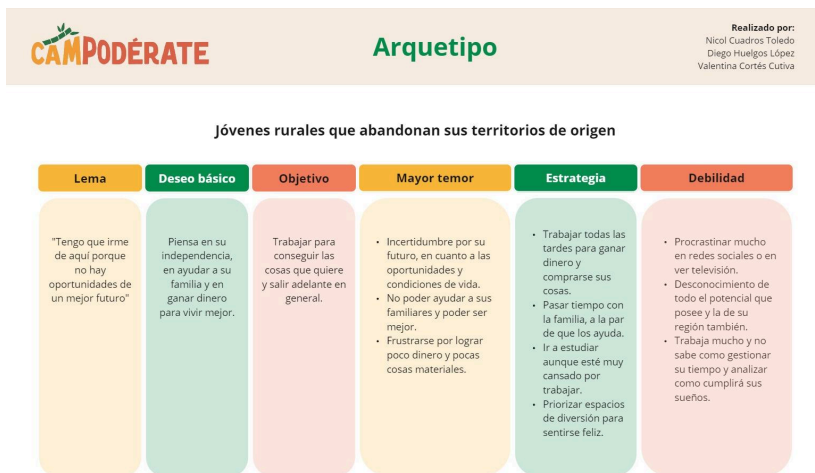 CAMPODÉRATE
Arquetipo
Realizado por:
Nicol Cuadros Toledo
Diego Huelgos López
Valentina Cortés Cutiva
Jóvenes rurales que abandonan sus territorios de origen
Lema
"Tengo que irme
de aquí porque
no hay
oportunidades de
un mejor futuro"
Deseo básico
Piensa en su
independencia,
en ayudar a su
familia y en
ganar dinero
para vivir mejor.
Objetivo
Trabajar para
conseguir las
cosas que quiere
y salir adelante en
general.
Mayor temor
• Incertidumbre por su
futuro, en cuanto a las
oportunidades y
condiciones de vida.
• No poder ayudar a sus
familiares y poder ser
mejor.
• Frustrarse por lograr
poco dinero y pocas
cosas materiales.
Estrategia
• Trabajar todas las
tardes para ganar
dinero y
comprarse sus
cosas.
• Pasar tiempo con
la familia, a la par
de que los ayuda.
• Ir a estudiar
aunque esté muy
cansado por
trabajar.
• Priorizar espacios
de diversión para
sentirse feliz.
Debilidad
• Procrastinar mucho
en redes sociales o en
ver televisión.
• Desconocimiento de
todo el potencial que
posee y la de su
región también.
• Trabaja mucho y no
sabe como gestionar
su tiempo y analizar
como cumplirá sus
sueños.